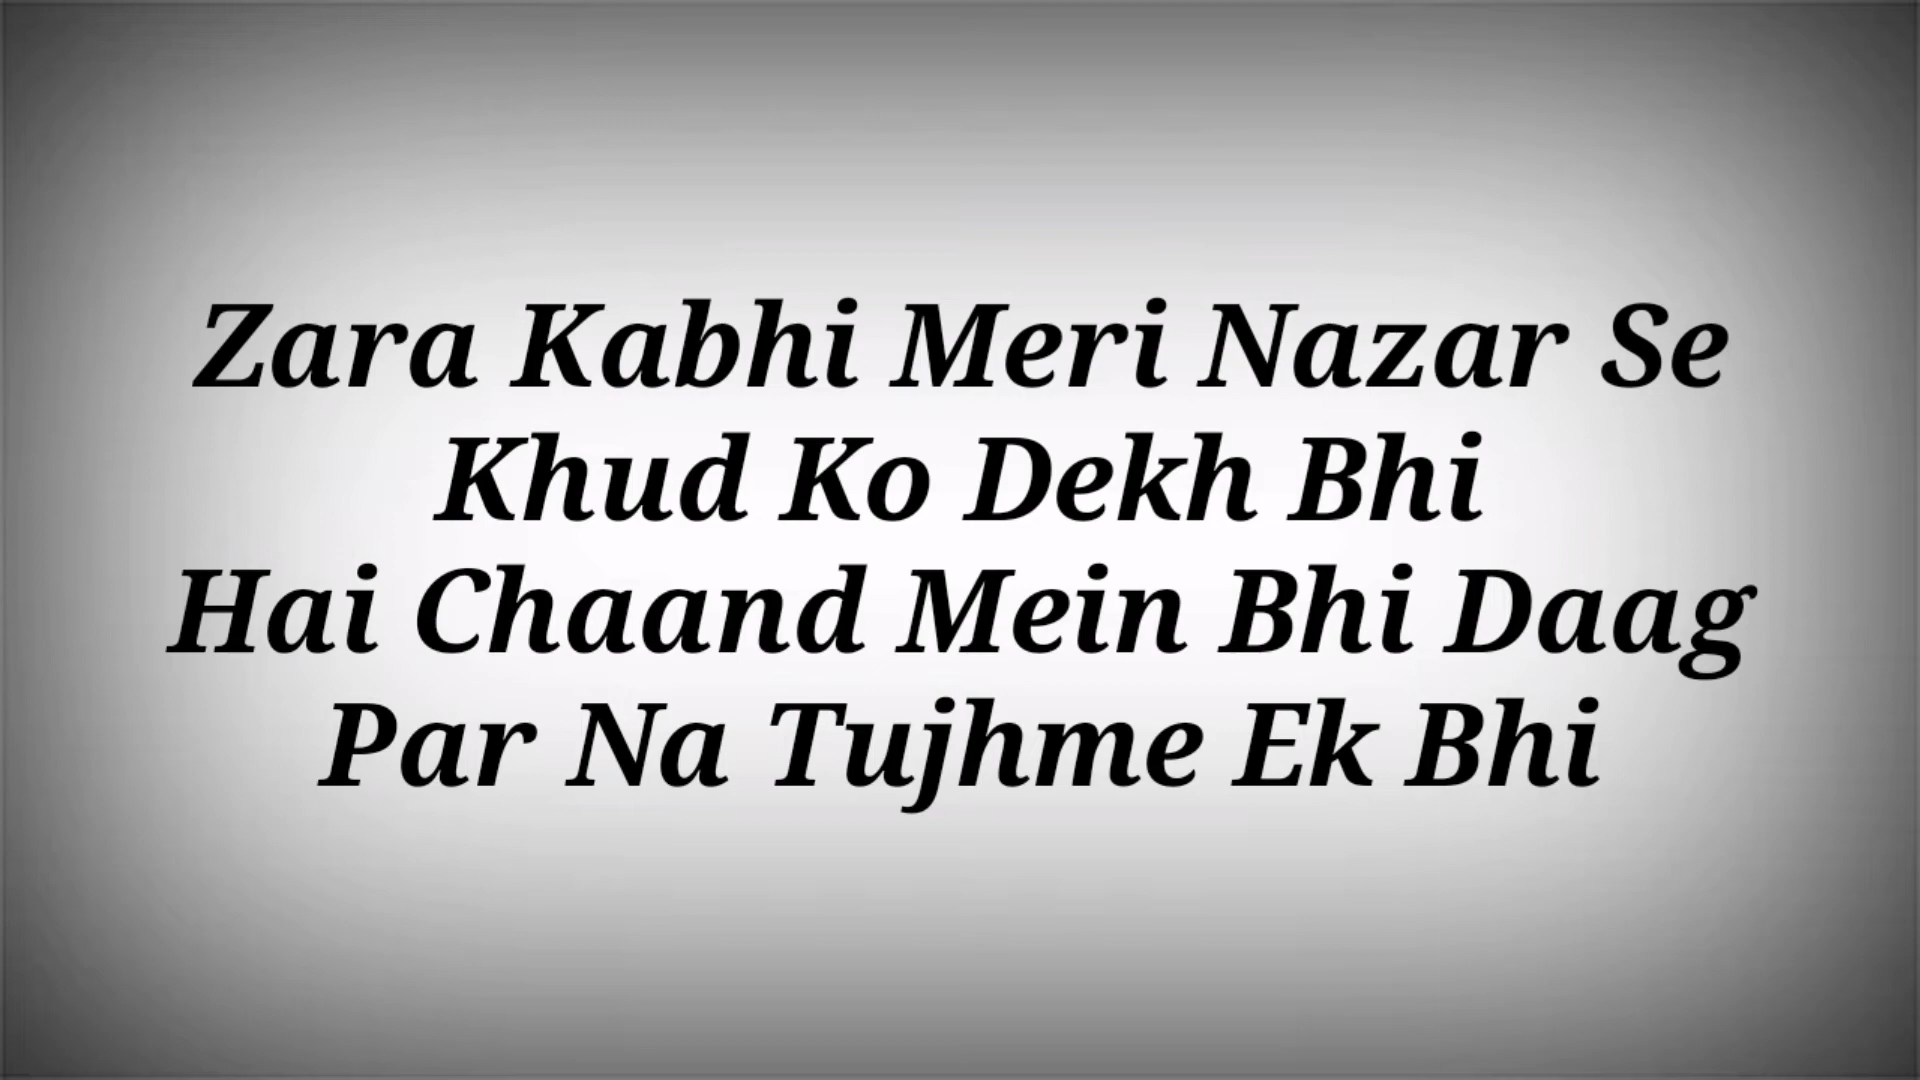 Zara Kabhi Meri Nazar Se
Khud Ko Dekh Bhi
Hai Chaand Mein Bhi Daag
Par Na Tujhme Ek Bhi